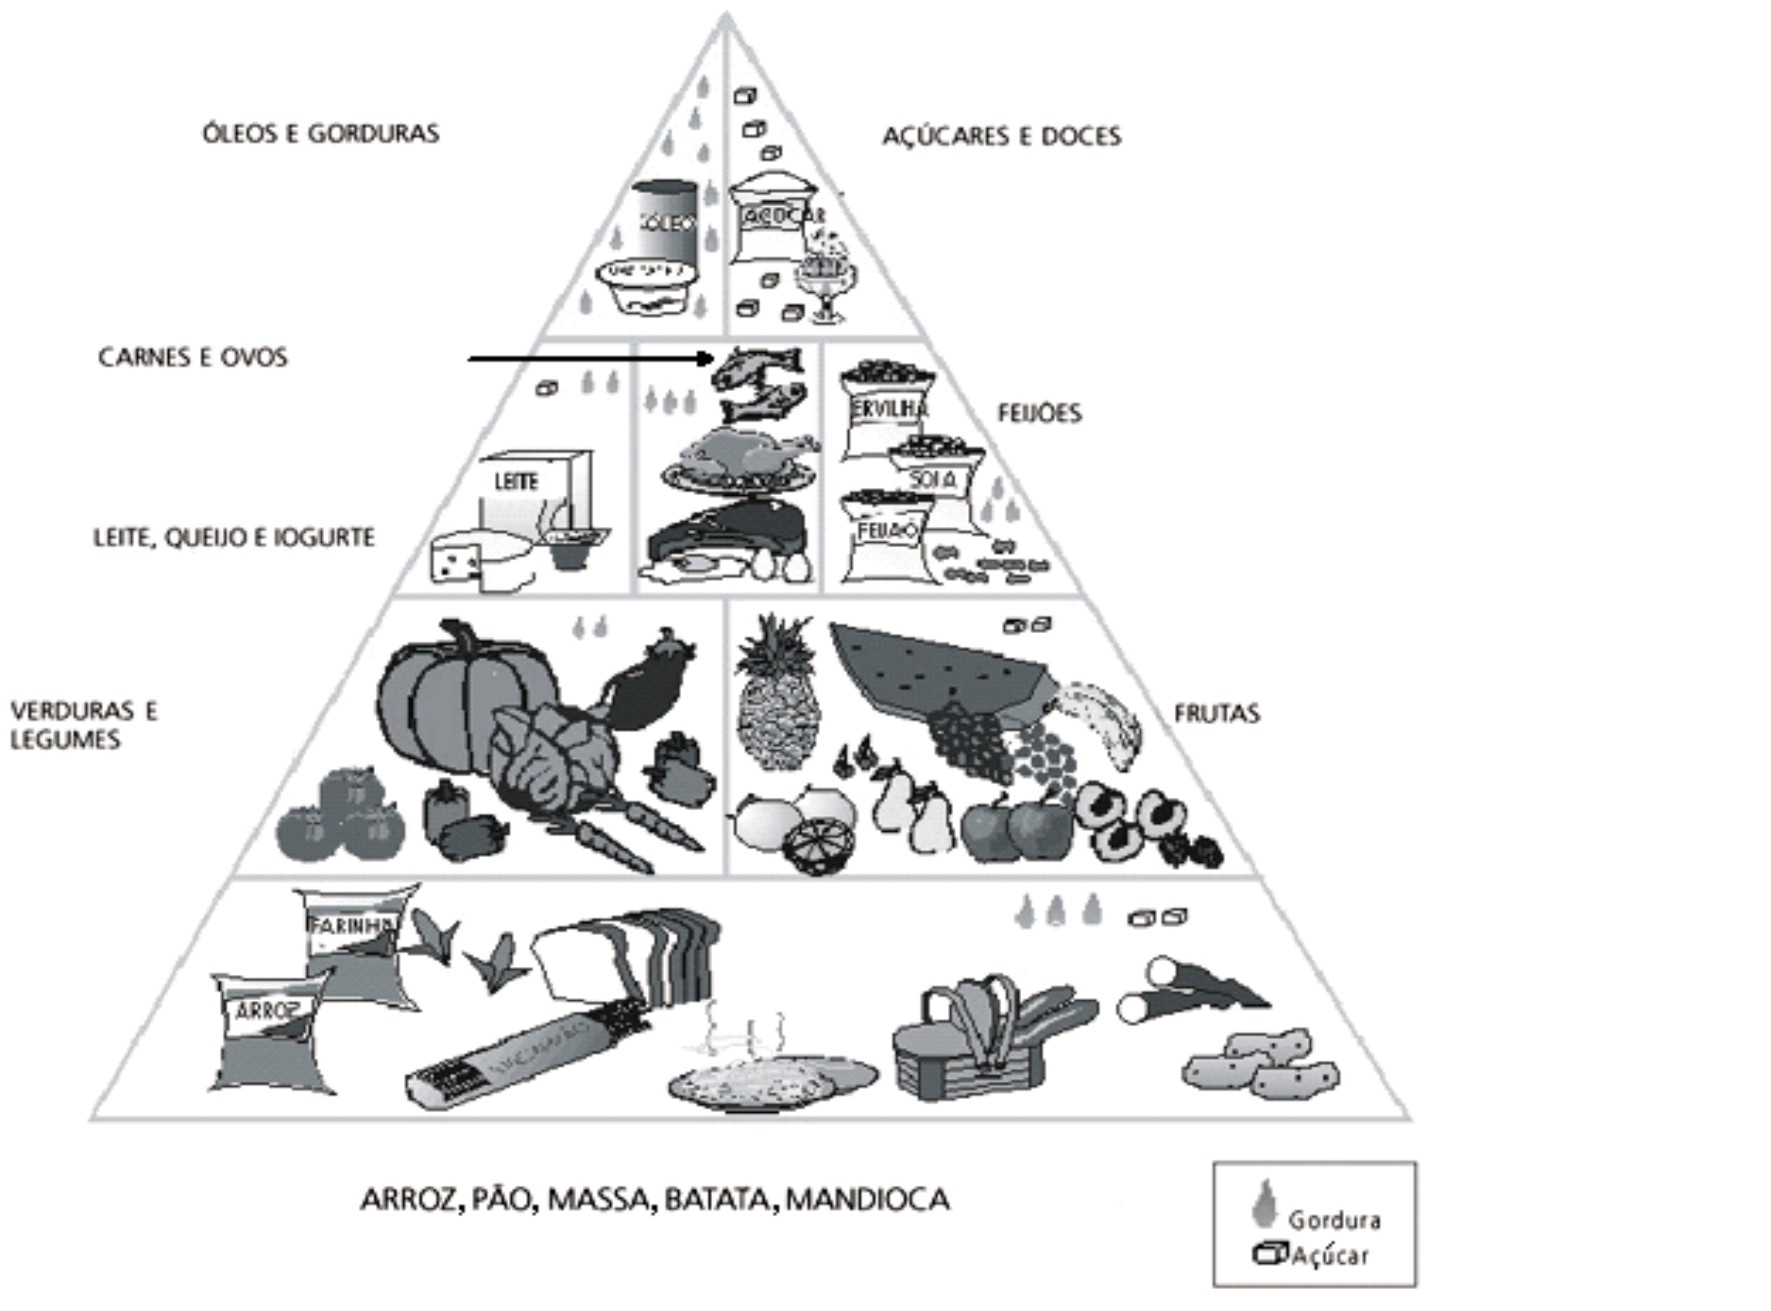 ÓLEOS E GORDURAS
AÇÚCARES E DOCES
ÓLEO
AÇÚCAR
CARNES E OVOS
ERVILHA
FEIJÕES
LEITE
SOJA
FEIJÃO
LEITE, QUEIJO E IOGURTE
VERDURAS E
LEGUMES
FRUTAS
FARINHA
ARROZ
ARROZ, PÃO, MASSA, BATATA, MANDIOCA
Gordura
Açúcar